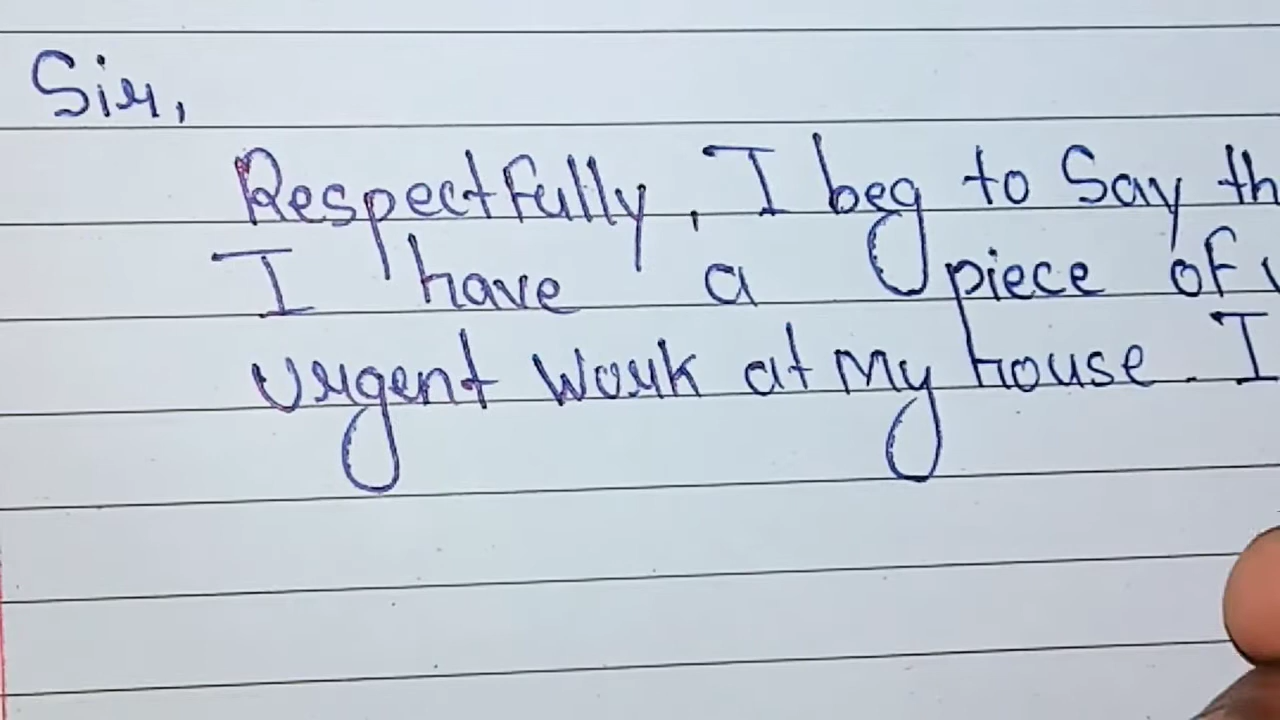 Sir,
Respectfully, I beg to Say th
I have a piece of
urgent work at my house. I